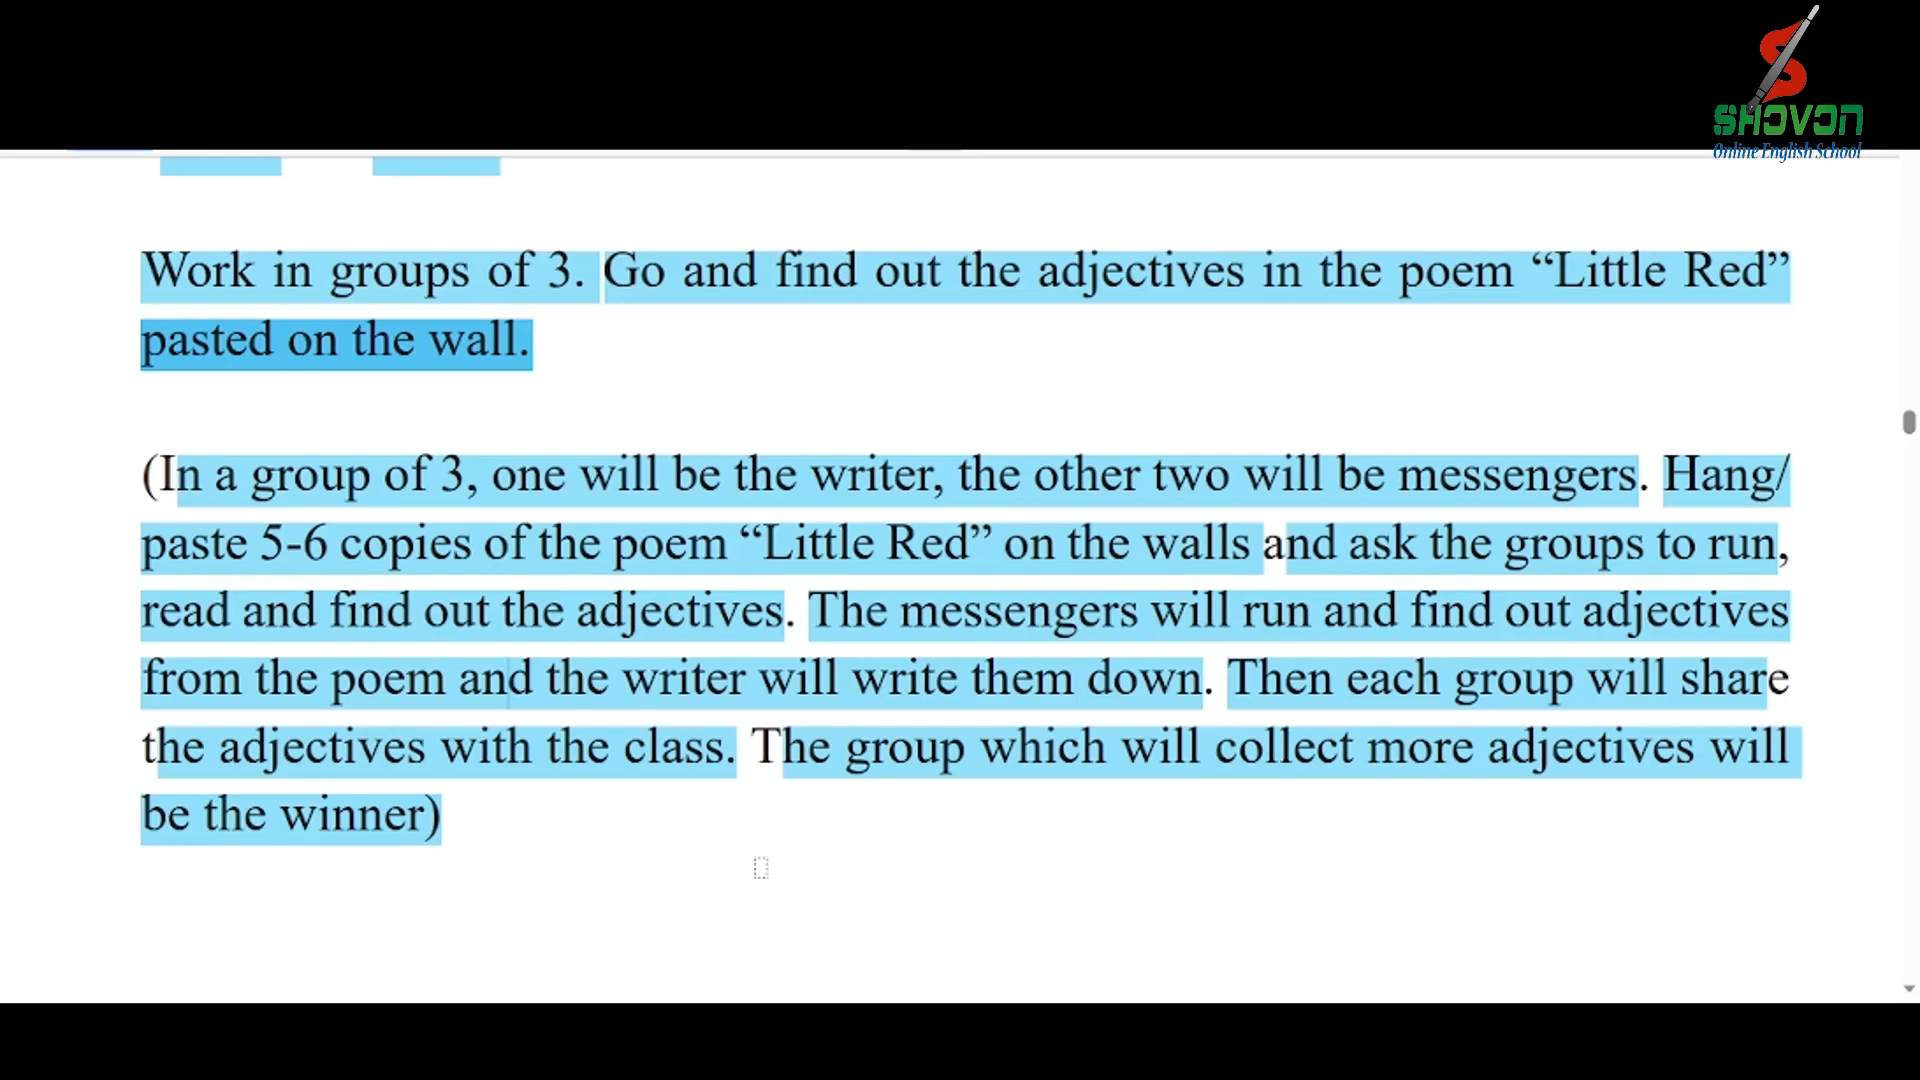 SHOVON
Online English School
Work in groups of 3. Go and find out the adjectives in the poem “Little Red”
pasted on the wall.
(In a group of 3, one will be the writer, the other two will be messengers. Hang/
paste 5-6 copies of the poem “Little Red” on the walls and ask the groups to run,
read and find out the adjectives. The messengers will run and find out adjectives
from the poem and the writer will write them down. Then each group will share
the adjectives with the class. The group which will collect more adjectives will
be the winner)